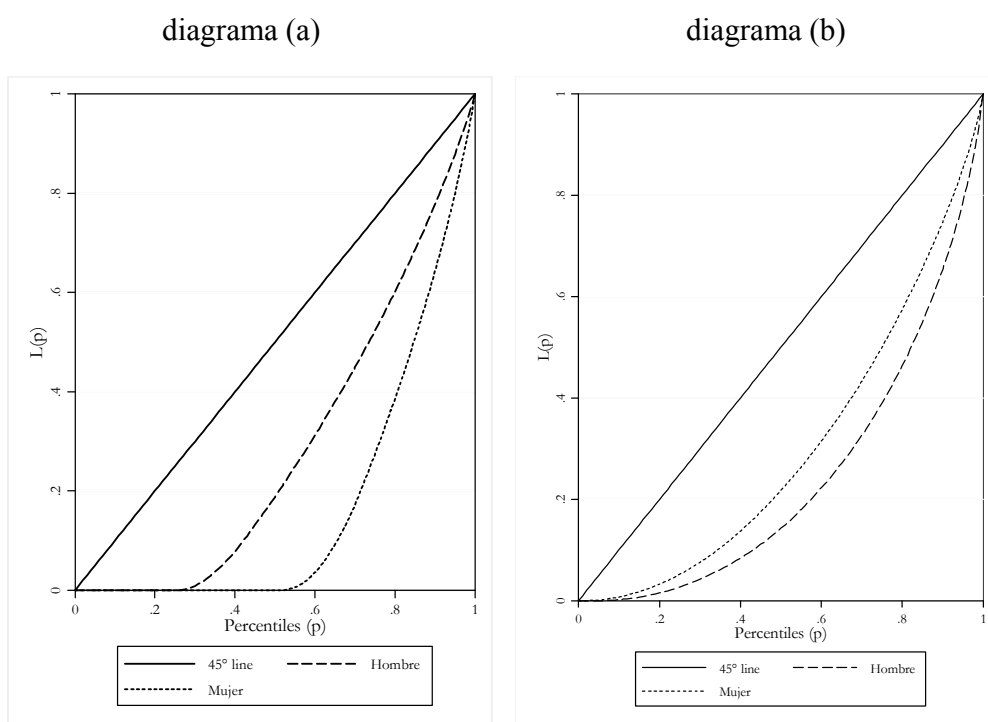 diagrama (a)
diagrama (b)
L(p)
1
.8
.6
.4
.2
0
0 .2 .4 .6 .8 1
Percentiles (p)
45° line Hombre
Mujer
L(p)
1
.8
.6
.4
.2
0
0 .2 .4 .6 .8 1
Percentiles (p)
45° line Hombre
Mujer